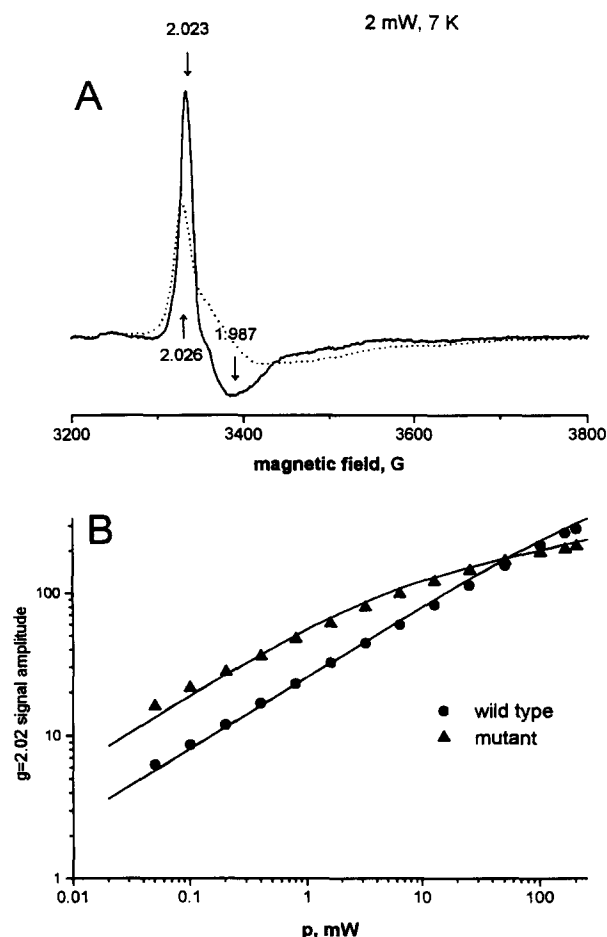 2.023
2 mW, 7 K
A
1.987
2.026
3200 3400 3600 3800
magnetic field, G
B
100
10
1
g=2.02 signal amplitude
wild type
mutant
0.01 0.1 1 10 100
p, mW